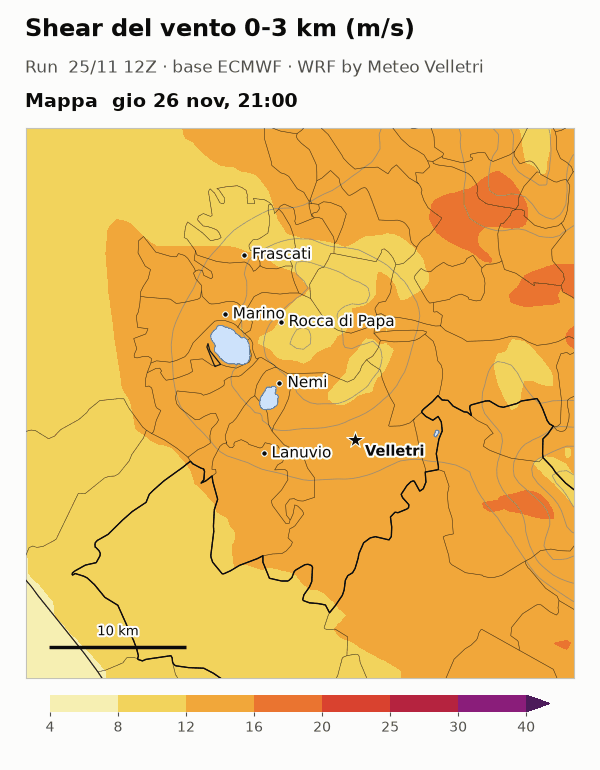 Shear del vento 0-3 km (m/s)
Run  25/11 12Z · base ECMWF · WRF by Meteo Velletri
Mappa  gio 26 nov, 21:00
Frascati
Marino
Rocca di Papa
Nemi
Velletri
Lanuvio
10 km
4 8 12 16 20 25 30 40